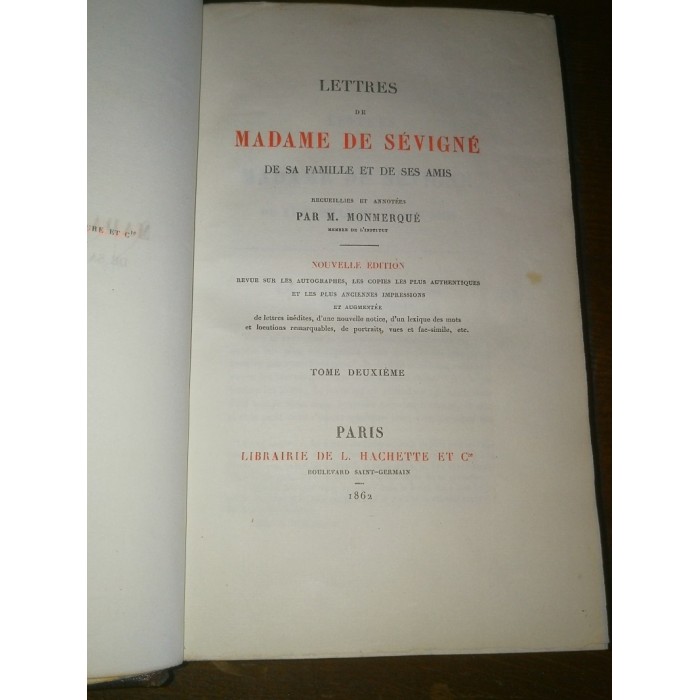 LETTRES
DE
MADAME DE SÉVIGNÉ
DE SA FAMILLE ET DE SES AMIS
RECUEILLIES ET ANNOTÉES
PAR M. MONMERQUÉ
MEMBRE DE L'INSTITUT
NOUVELLE ÉDITION
REVUE SUR LES AUTOGRAPHES, LES COPIES LES PLUS AUTHENTIQUES
ET LES PLUS ANCIENNES IMPRESSIONS
ET AUGMENTÉE
de lettres inédites, d'une nouvelle notice, d'un lexique des mots
et locutions remarquables, de portraits, vues et fac-simile, etc.
TOME DEUXIÈME
PARIS
LIBRAIRIE DE L. HACHETTE ET Cie
BOULEVARD SAINT-GERMAIN
1862
RE ET Cie